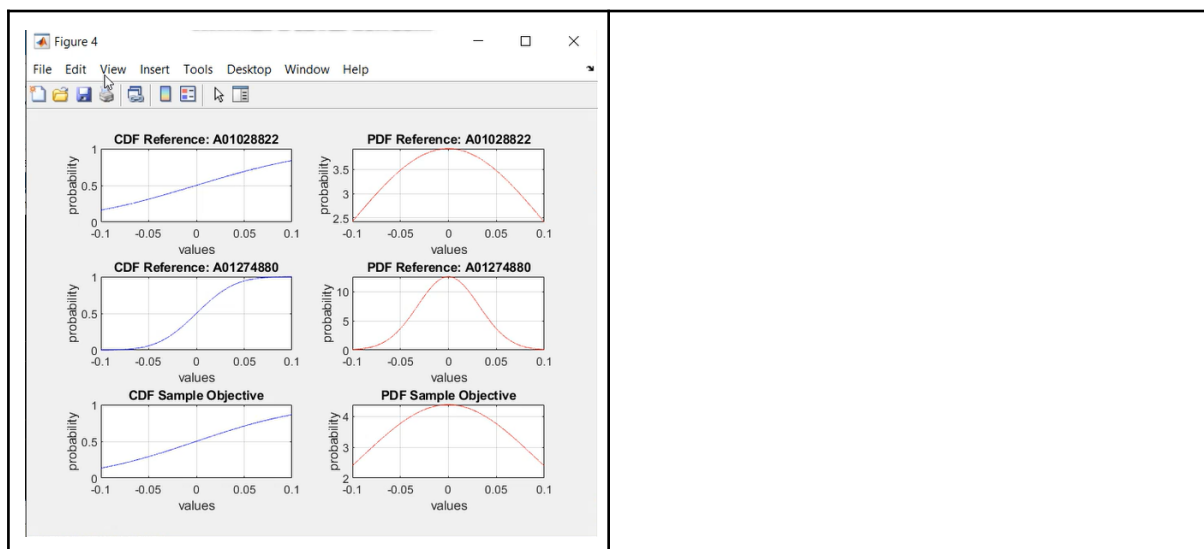 Figure 4
File Edit View Insert Tools Desktop Window Help
CDF Reference: A01028822
probability
1
0.5
0
-0.1 -0.05 0 0.05 0.1
values
PDF Reference: A01028822
probability
3.5
3
2.5
-0.1 -0.05 0 0.05 0.1
values
CDF Reference: A01274880
probability
1
0.5
0
-0.1 -0.05 0 0.05 0.1
values
PDF Reference: A01274880
probability
10
5
0
-0.1 -0.05 0 0.05 0.1
values
CDF Sample Objective
probability
1
0.5
0
-0.1 -0.05 0 0.05 0.1
values
PDF Sample Objective
probability
4
3
2
-0.1 -0.05 0 0.05 0.1
values